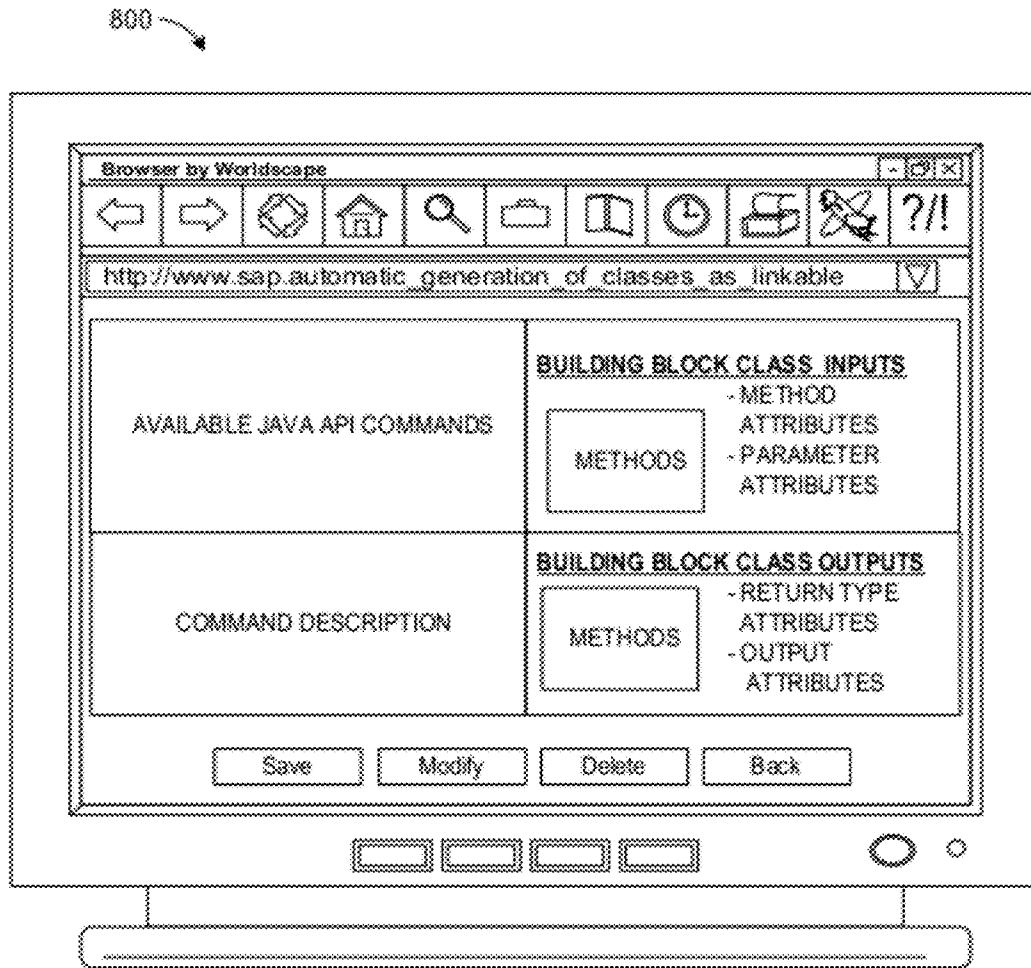 800
Browser by Worldscape
?/!
http://www.sap.automatic_generation_of_classes_as_linkable
AVAILABLE JAVA API COMMANDS
BUILDING BLOCK CLASS INPUTS
METHODS
- METHOD
ATTRIBUTES
- PARAMETER
ATTRIBUTES
COMMAND DESCRIPTION
BUILDING BLOCK CLASS OUTPUTS
METHODS
- RETURN TYPE
ATTRIBUTES
- OUTPUT
ATTRIBUTES
Save Modify Delete Back